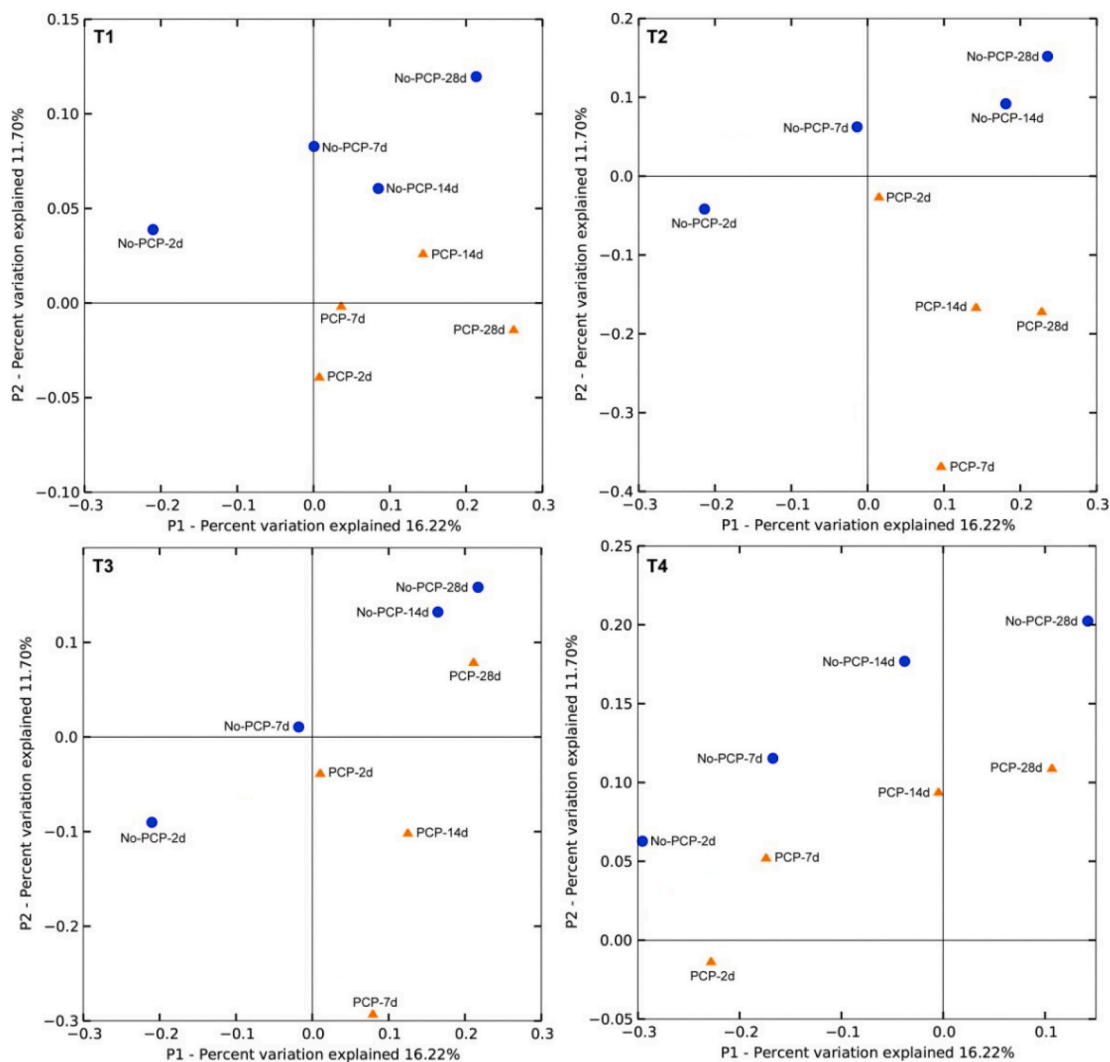 T1
0.15
0.10
0.05
0.00
−0.05
−0.10
P2 - Percent variation explained 11.70%
No-PCP-28d
No-PCP-7d
No-PCP-14d
No-PCP-2d
PCP-14d
PCP-7d
PCP-28d
PCP-2d
−0.3 −0.2 −0.1 0.0 0.1 0.2 0.3
P1 - Percent variation explained 16.22%
T2
0.2
0.1
0.0
−0.1
−0.2
−0.3
−0.4
P2 - Percent variation explained 11.70%
No-PCP-28d
No-PCP-14d
No-PCP-7d
PCP-2d
No-PCP-2d
PCP-14d
PCP-28d
PCP-7d
−0.3 −0.2 −0.1 0.0 0.1 0.2 0.3
P1 - Percent variation explained 16.22%
T3
0.1
0.0
−0.1
−0.2
−0.3
P2 - Percent variation explained 11.70%
No-PCP-28d
No-PCP-14d
PCP-28d
No-PCP-7d
PCP-2d
No-PCP-2d
PCP-14d
PCP-7d
−0.3 −0.2 −0.1 0.0 0.1 0.2 0.3
P1 - Percent variation explained 16.22%
T4
0.25
0.20
0.15
0.10
0.05
0.00
−0.05
P2 - Percent variation explained 11.70%
No-PCP-28d
No-PCP-14d
No-PCP-7d
PCP-28d
PCP-14d
No-PCP-2d
PCP-7d
PCP-2d
−0.3 −0.2 −0.1 0.0 0.1
P1 - Percent variation explained 16.22%